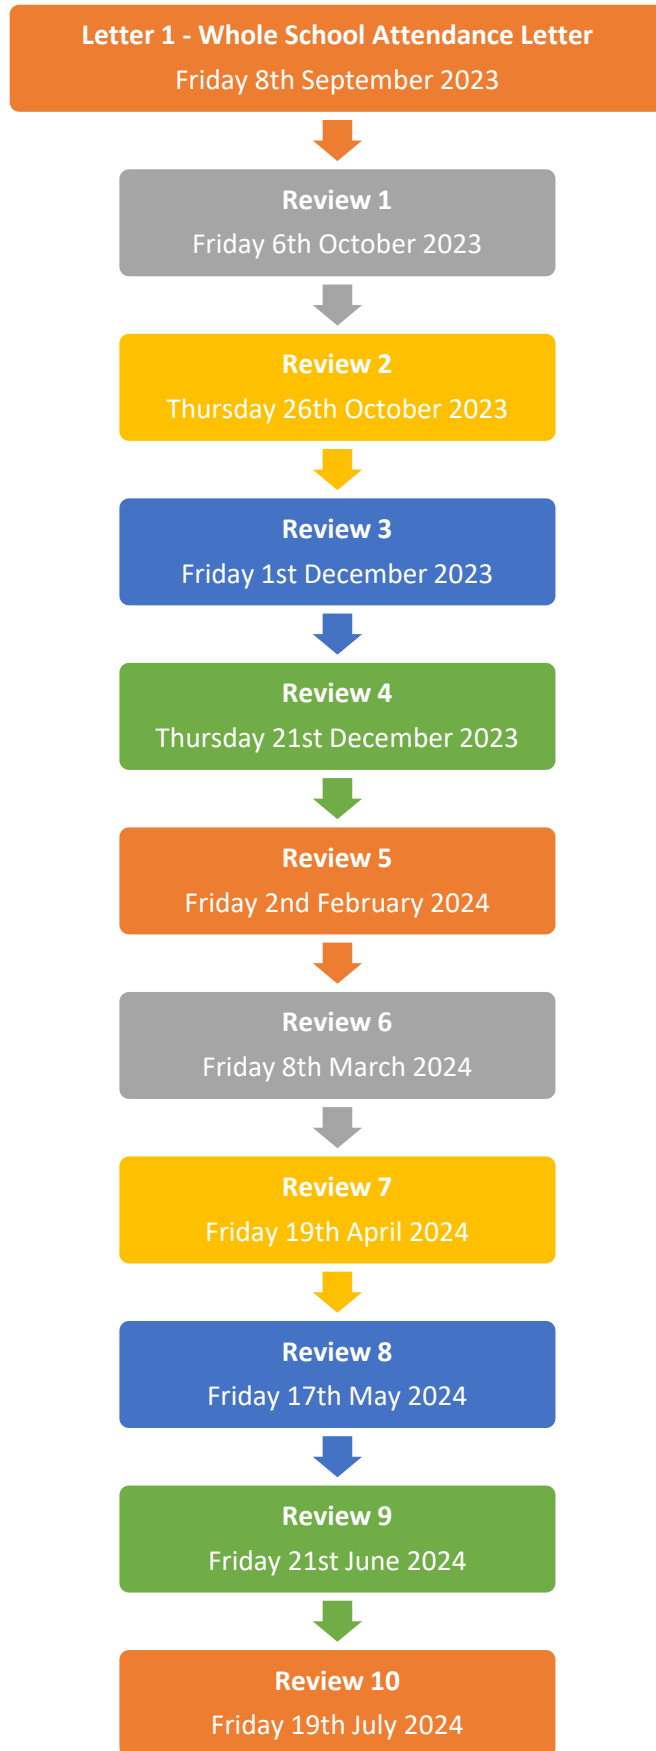 Letter 1 - Whole School Attendance Letter
Friday 8th September 2023
Review 1
Friday 6th October 2023
Review 2
Thursday 26th October 2023
Review 3
Friday 1st December 2023
Review 4
Thursday 21st December 2023
Review 5
Friday 2nd February 2024
Review 6
Friday 8th March 2024
Review 7
Friday 19th April 2024
Review 8
Friday 17th May 2024
Review 9
Friday 21st June 2024
Review 10
Friday 19th July 2024